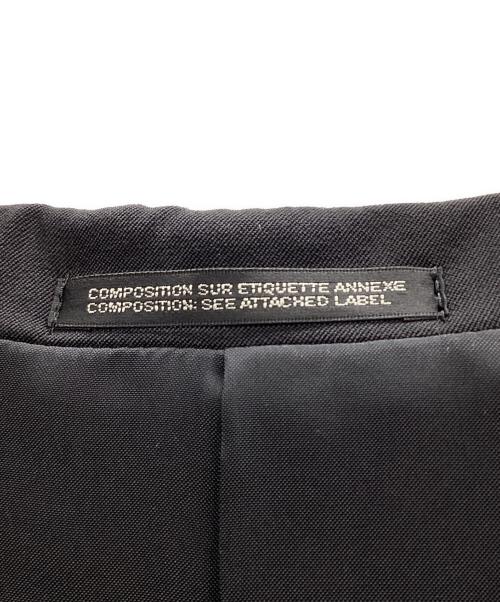 COMPOSITION SUR ETIQUETTE ANNEXE
COMPOSITION: SEE ATTACHED LABEL